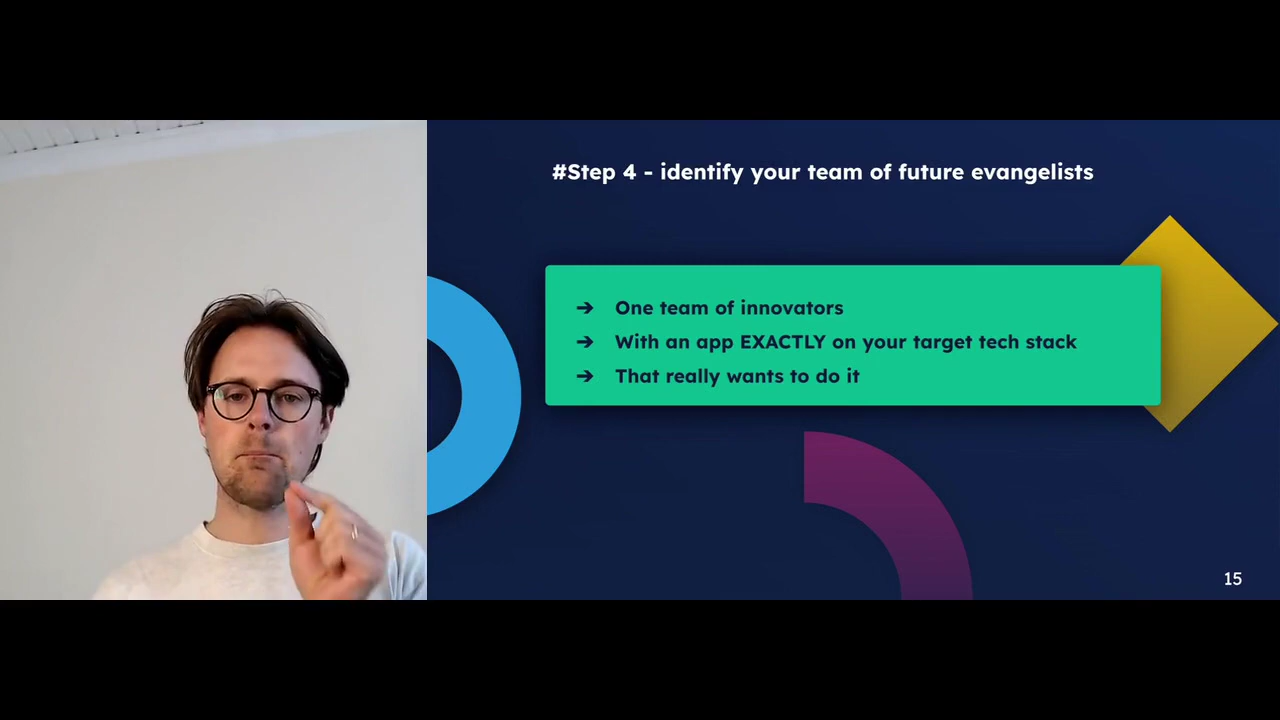 #Step 4 - identify your team of future evangelists
➔ One team of innovators
➔ With an app EXACTLY on your target tech stack
➔ That really wants to do it
15